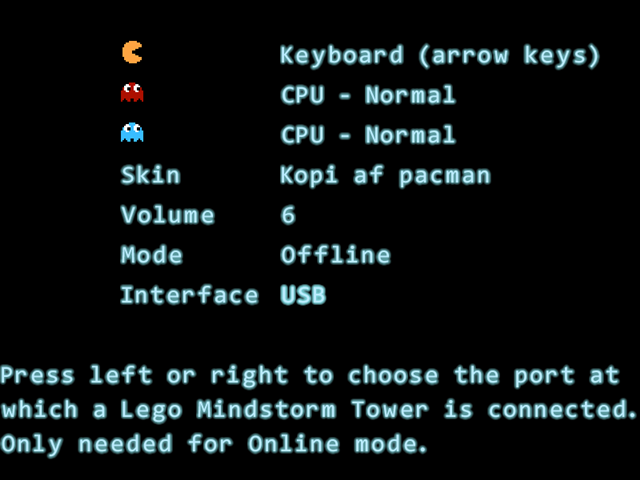 Keyboard (arrow keys)
CPU - Normal
CPU - Normal
Skin Kopi af pacman
Volume 6
Mode Offline
Interface USB
Press left or right to choose the port at
which a Lego Mindstorm Tower is connected.
Only needed for Online mode.